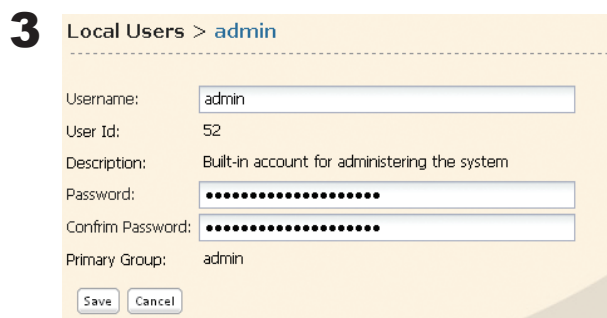 3
Local Users > admin
Username: admin
User Id: 52
Description: Built-in account for administering the system
Password: ••••••••••••••••••••
Confrim Password: ••••••••••••••••••••
Primary Group: admin
Save Cancel